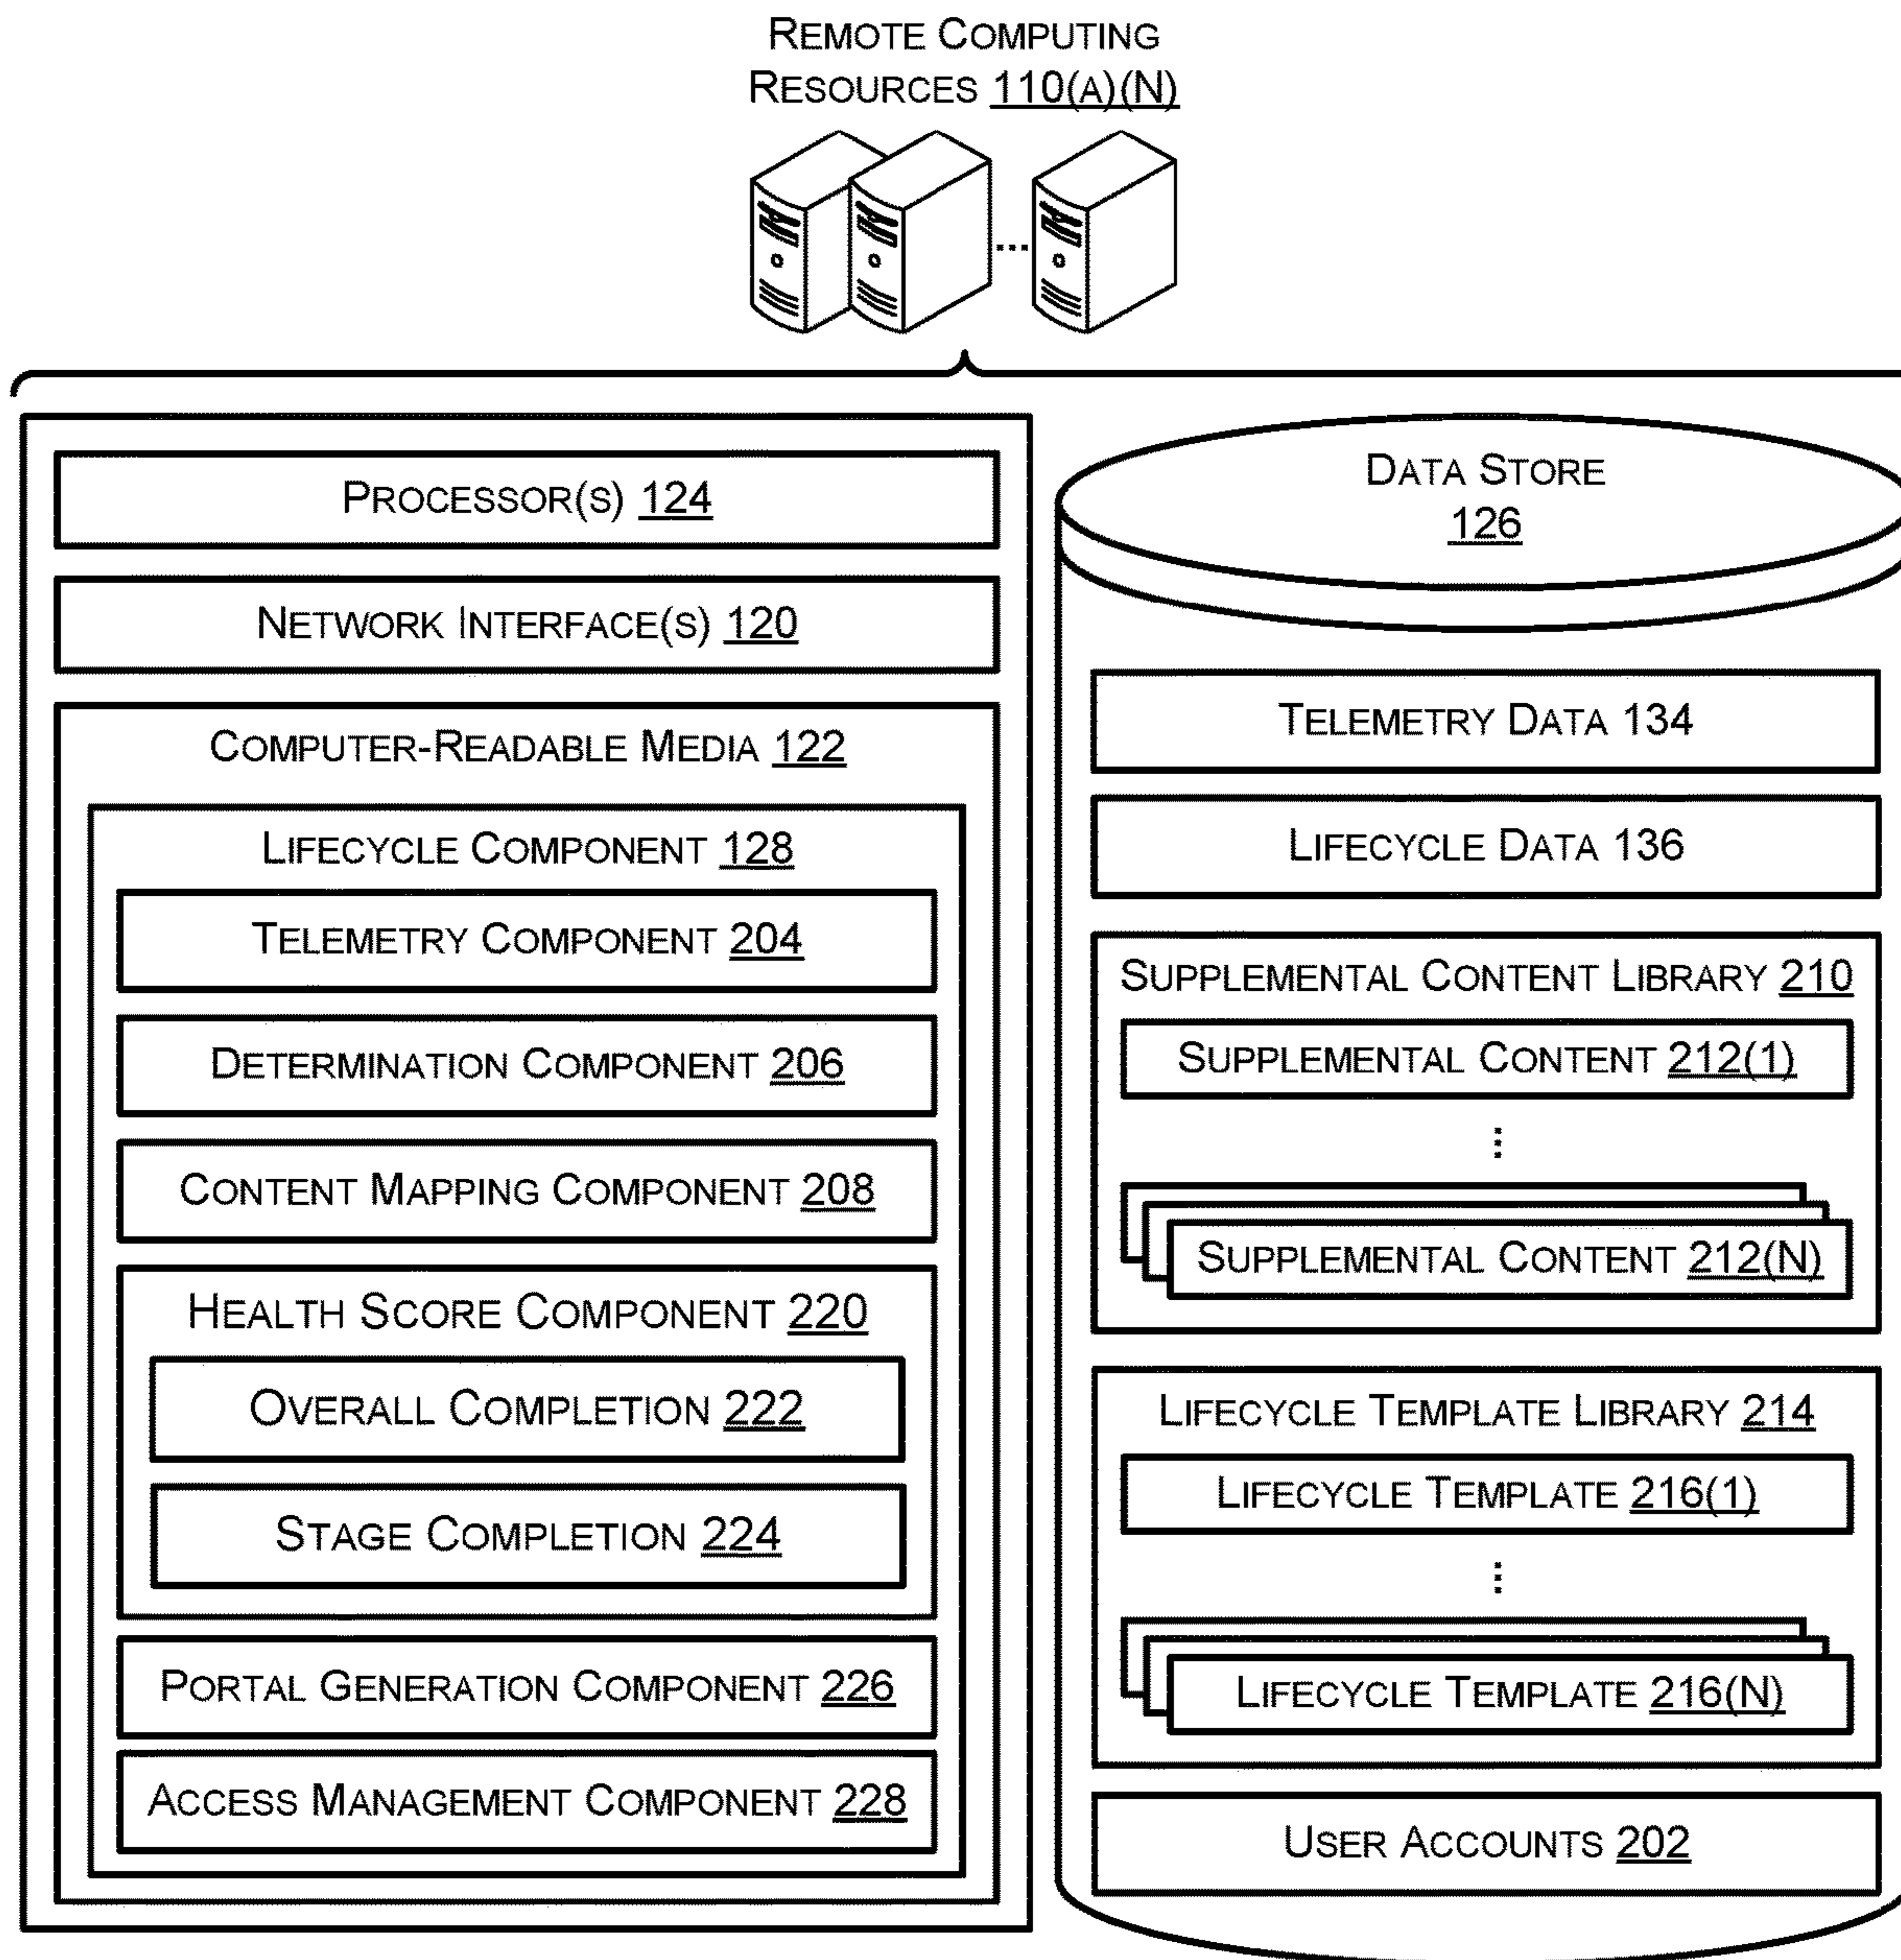 REMOTE COMPUTING
RESOURCES 110(A)(N)
PROCESSOR(S) 124
NETWORK INTERFACE(S) 120
COMPUTER-READABLE MEDIA 122
LIFECYCLE COMPONENT 128
TELEMETRY COMPONENT 204
DETERMINATION COMPONENT 206
CONTENT MAPPING COMPONENT 208
HEALTH SCORE COMPONENT 220
OVERALL COMPLETION 222
STAGE COMPLETION 224
PORTAL GENERATION COMPONENT 226
ACCESS MANAGEMENT COMPONENT 228
DATA STORE
126
TELEMETRY DATA 134
LIFECYCLE DATA 136
SUPPLEMENTAL CONTENT LIBRARY 210
SUPPLEMENTAL CONTENT 212(1)
SUPPLEMENTAL CONTENT 212(N)
LIFECYCLE TEMPLATE LIBRARY 214
LIFECYCLE TEMPLATE 216(1)
LIFECYCLE TEMPLATE 216(N)
USER ACCOUNTS 202